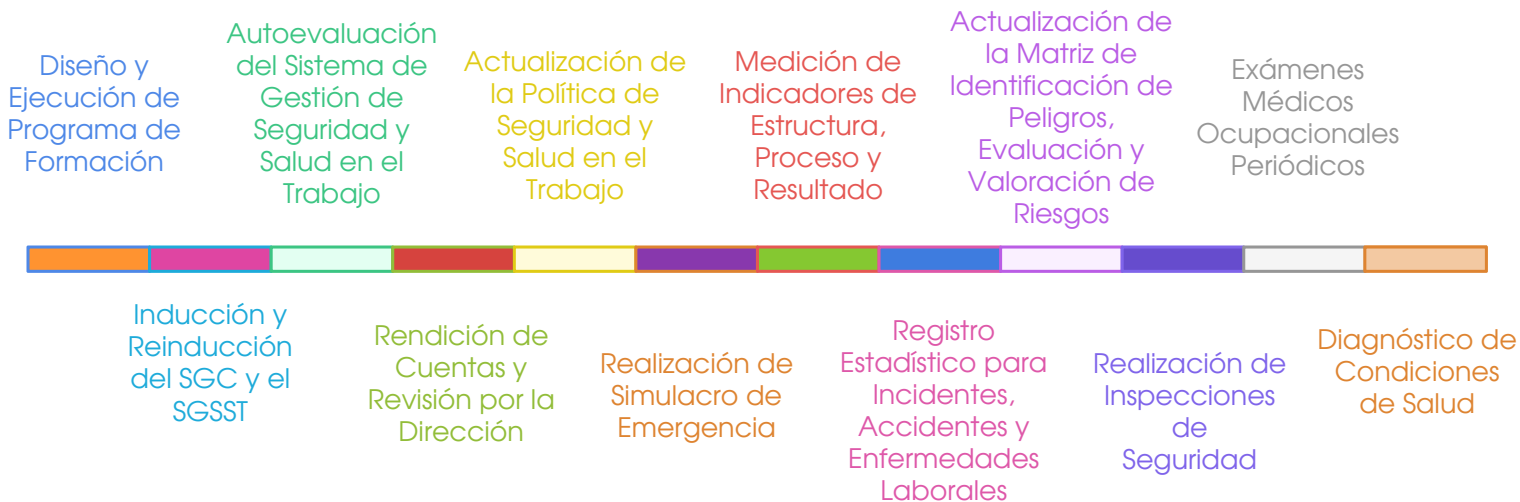 Diseño y
Ejecución de
Programa de
Formación
Autoevaluación
del Sistema de
Gestión de
Seguridad y
Salud en el
Trabajo
Actualización de
la Política de
Seguridad y
Salud en el
Trabajo
Medición de
Indicadores de
Estructura,
Proceso y
Resultado
Actualización de
la Matriz de
Identificación de
Peligros,
Evaluación y
Valoración de
Riesgos
Exámenes
Médicos
Ocupacionales
Periódicos
Inducción y
Reinducción
del SGC y el
SGSST
Rendición de
Cuentas y
Revisión por la
Dirección
Realización de
Simulacro de
Emergencia
Registro
Estadístico para
Incidentes,
Accidentes y
Enfermedades
Laborales
Realización de
Inspecciones
de
Seguridad
Diagnóstico de
Condiciones
de Salud